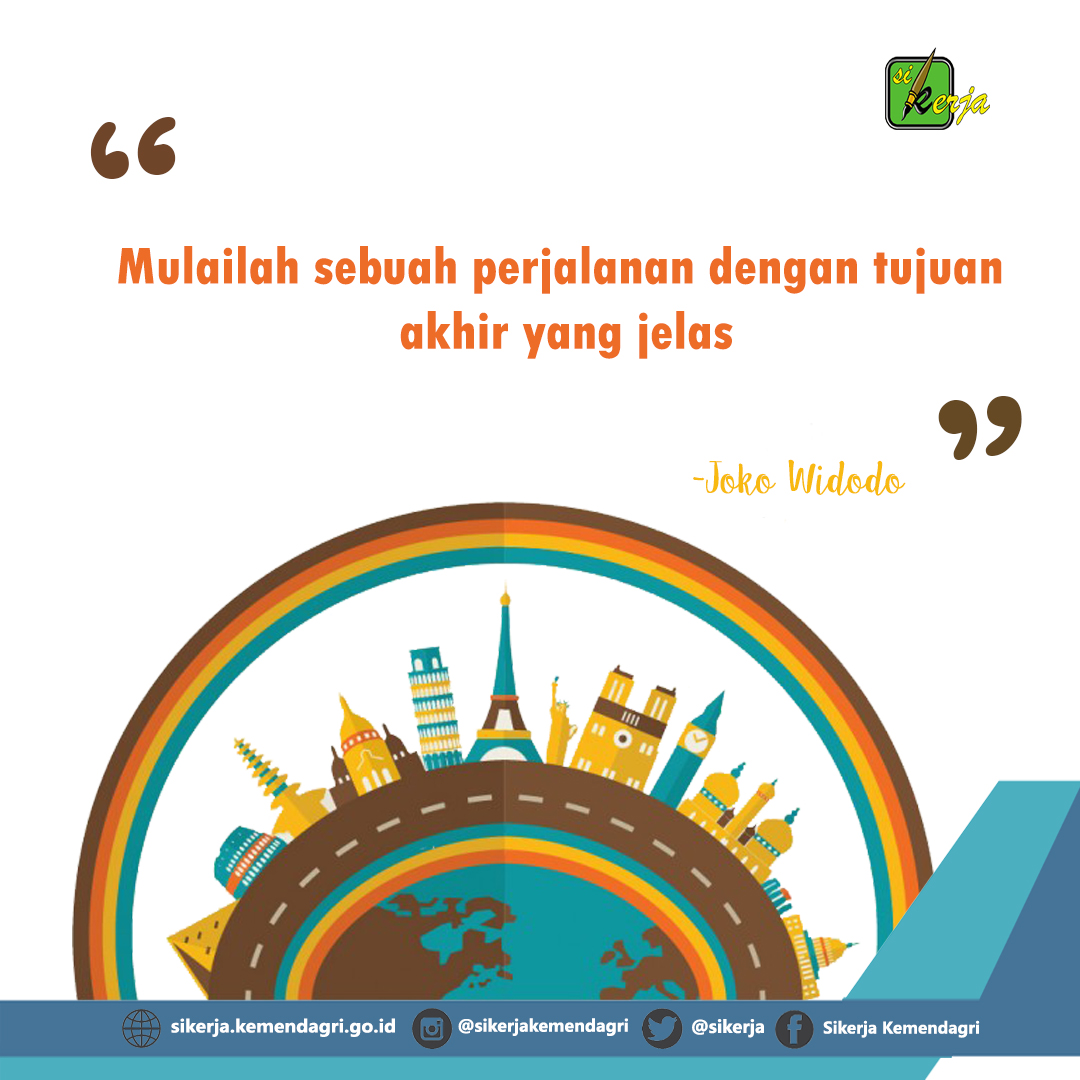 si kerja
“
Mulailah sebuah perjalanan dengan tujuan
akhir yang jelas
”
-Joko Widodo
sikerja.kemendagri.go.id @sikerjakemendagri @sikerja Sikerja Kemendagri